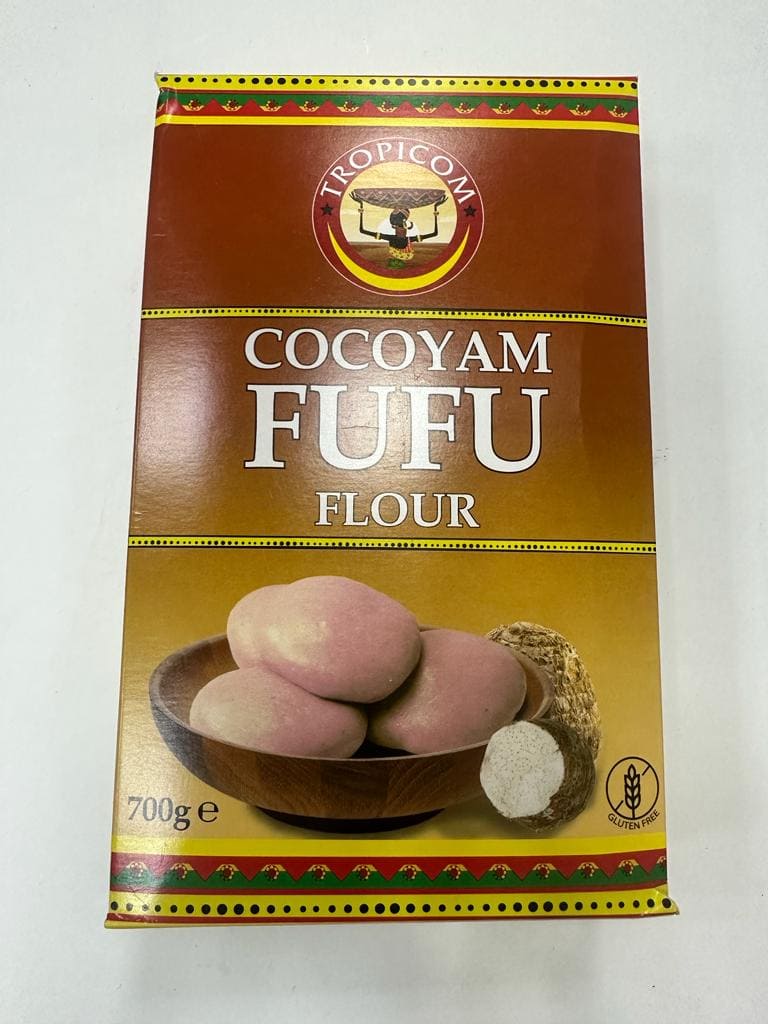 TROPICOM
COCOYAM
FUFU
FLOUR
700g e
GLUTEN FREE